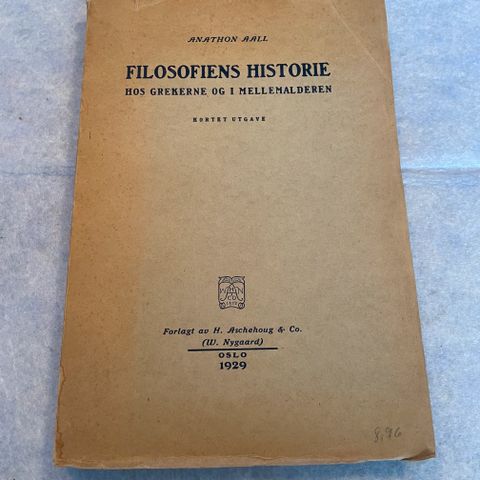 ANATHON AALL
FILOSOFIENS HISTORIE
HOS GREKERNE OG I MELLEMALDEREN
KORTET UTGAVE
Forlagt av H. Aschehoug & Co.
(W. Nygaard)
OSLO
1929